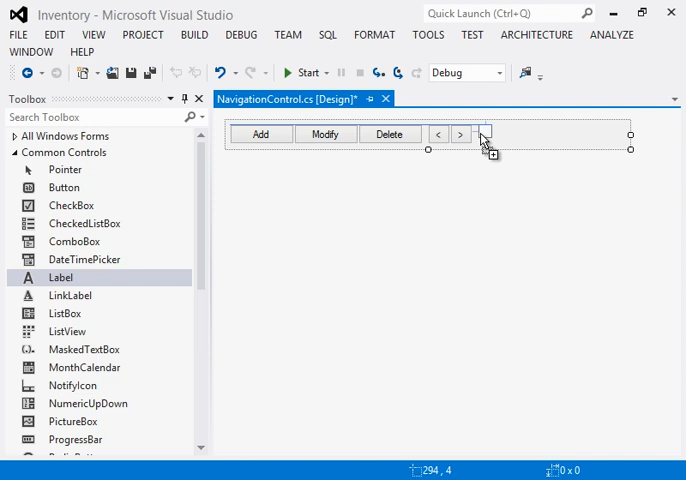 Inventory - Microsoft Visual Studio
Quick Launch (Ctrl+Q)
FILE EDIT VIEW PROJECT BUILD DEBUG TEAM SQL FORMAT TOOLS TEST ARCHITECTURE ANALYZE
WINDOW HELP
Start Debug
Toolbox
NavigationControl.cs [Design]*
Search Toolbox
All Windows Forms
Common Controls
Add Modify Delete < >
Pointer
Button
CheckBox
CheckedListBox
ComboBox
DateTimePicker
Label
LinkLabel
ListBox
ListView
MaskedTextBox
MonthCalendar
NotifyIcon
NumericUpDown
PictureBox
ProgressBar
294 , 4 0 x 0